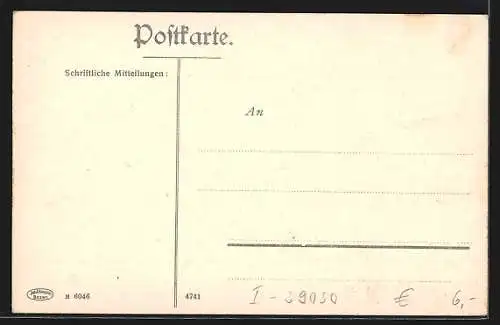 Postkarte.
Schriftliche Mitteilungen:
An
B 6046
4741
I - 39030 € 6,-